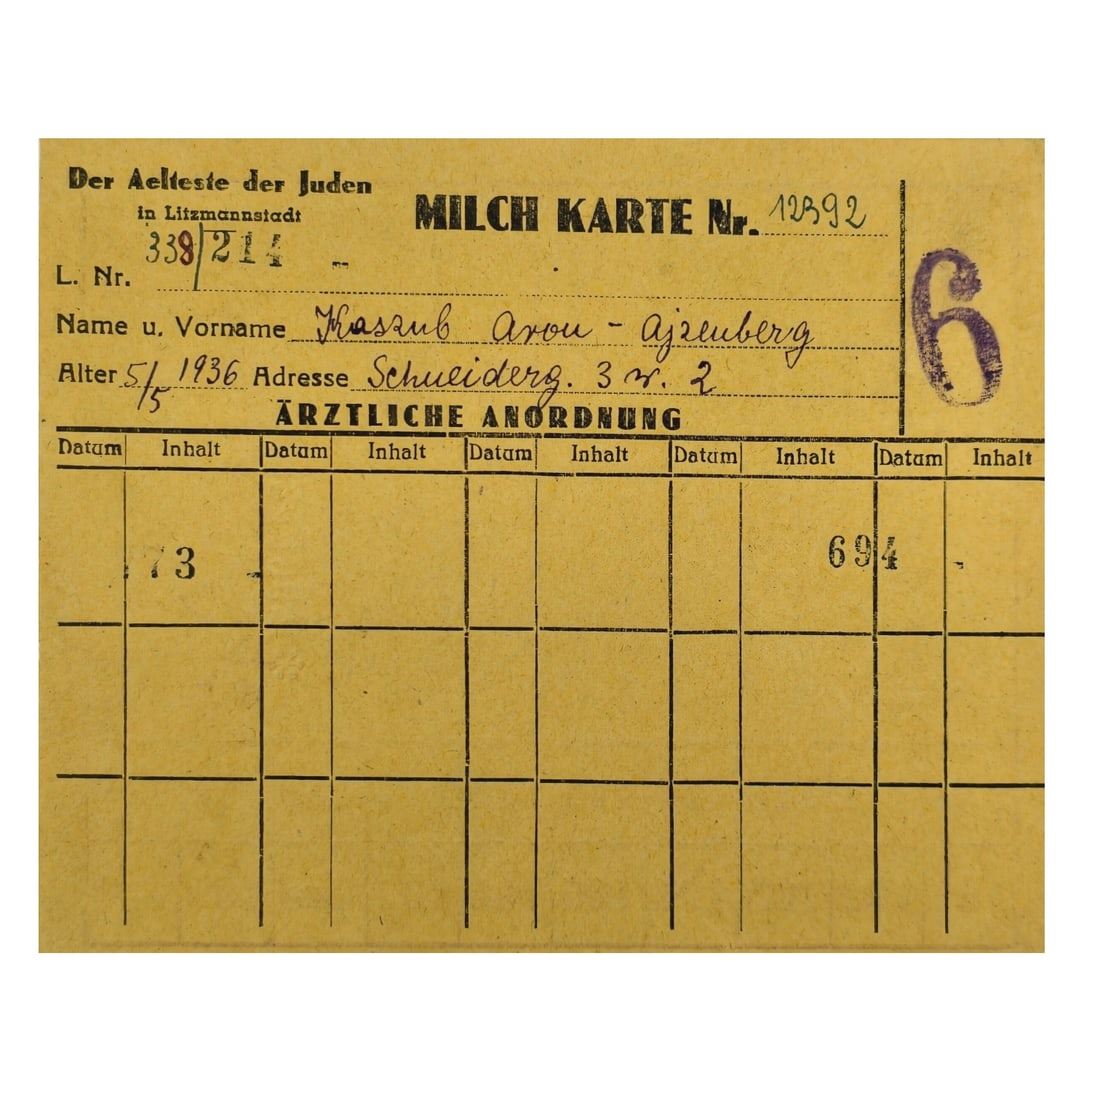 Der Aelteste der Juden
in Litzmannstadt
MILCH KARTE Nr. 12392
L. Nr. 338/214 -
6
Name u. Vorname Kaszub Aron - Ajzenberg
Alter 5/5 1936 Adresse Schneiderg. 3 w. 2
ÄRZTLICHE ANORDNUNG
Datum Inhalt Datum Inhalt Datum Inhalt Datum Inhalt Datum Inhalt
73 - 694 -